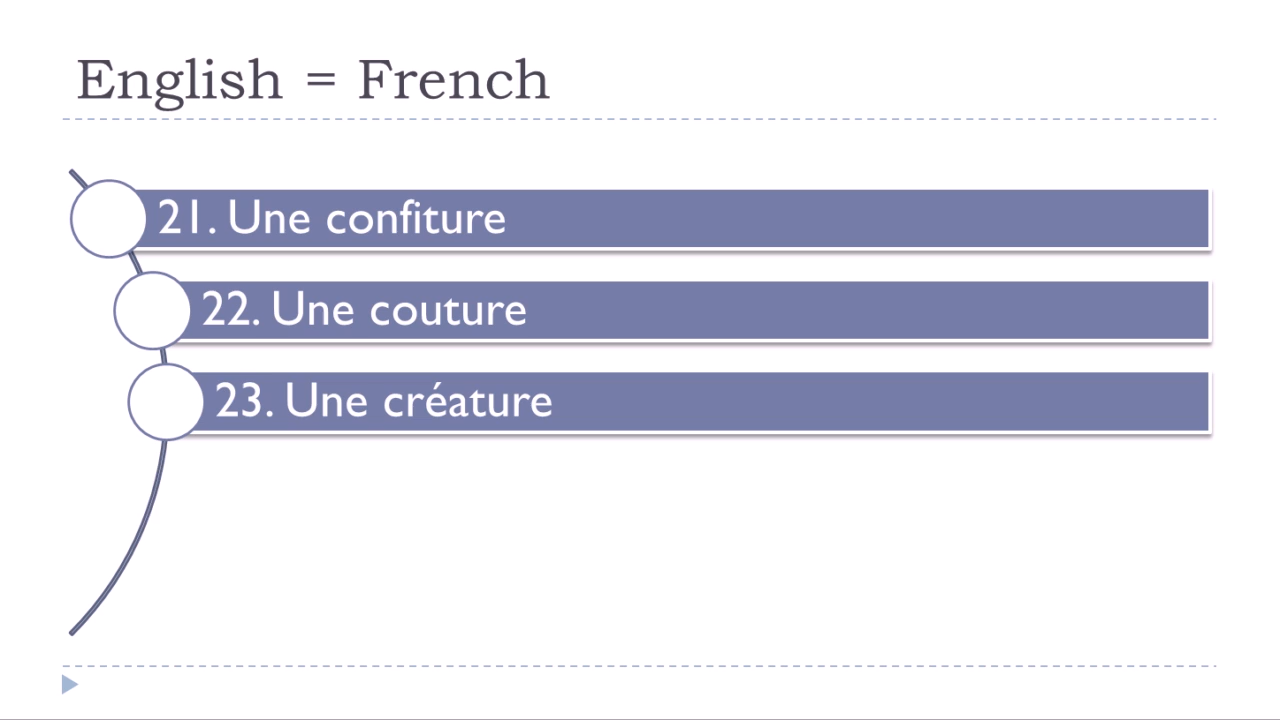 English = French
21. Une confiture
22. Une couture
23. Une créature